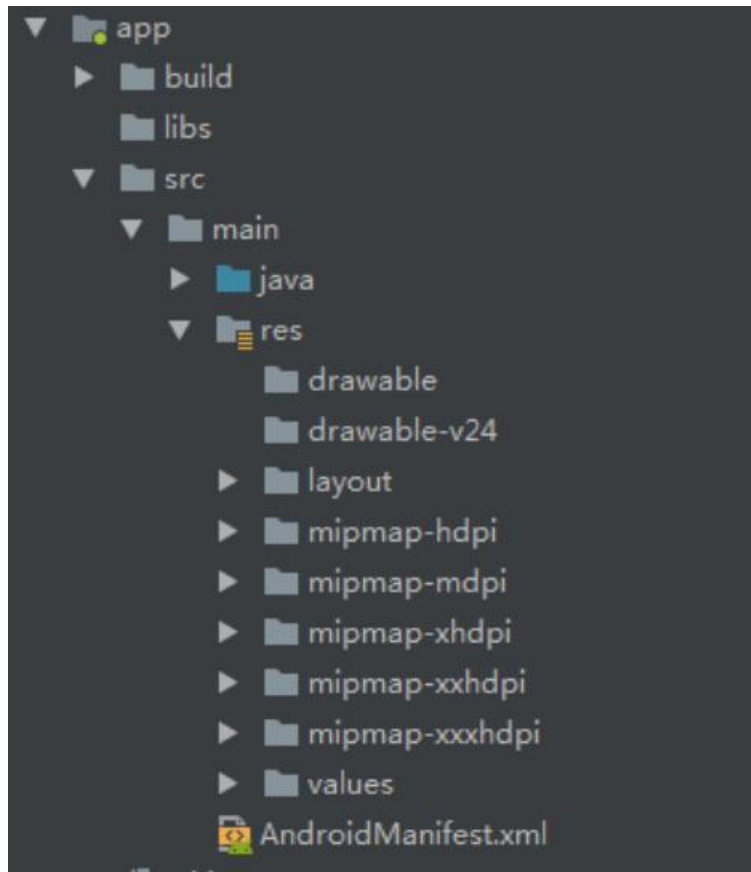 app
build
libs
src
main
java
res
drawable
drawable-v24
layout
mipmap-hdpi
mipmap-mdpi
mipmap-xhdpi
mipmap-xxhdpi
mipmap-xxxhdpi
values
AndroidManifest.xml